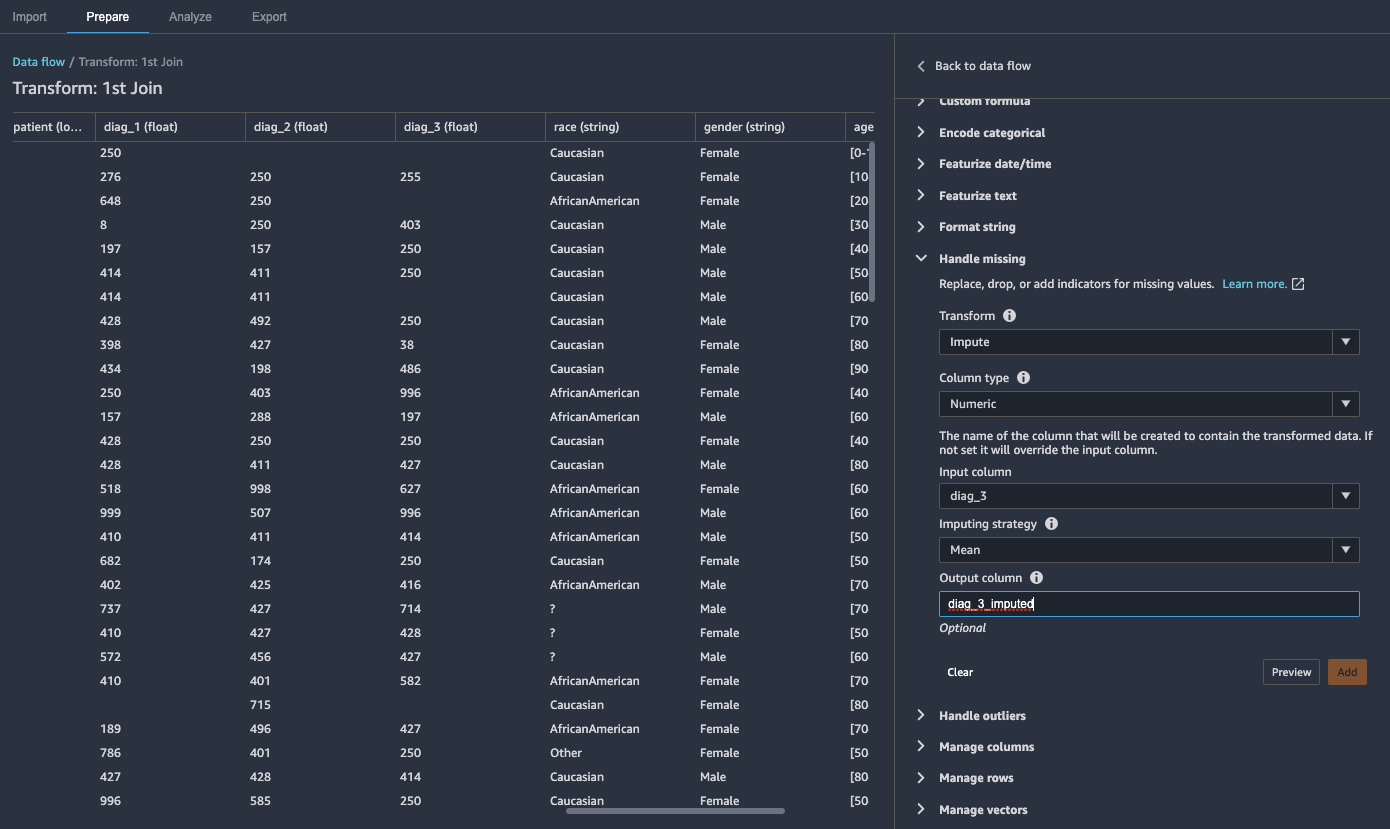 Import Prepare Analyze Export
Data flow / Transform: 1st Join
Transform: 1st Join
patient (lo... diag_1 (float) diag_2 (float) diag_3 (float) race (string) gender (string) age
250 Caucasian Female [0-1
276 250 255 Caucasian Female [10
648 250 AfricanAmerican Female [20
8 250 403 Caucasian Male [30
197 157 250 Caucasian Male [40
414 411 250 Caucasian Male [50
414 411 Caucasian Male [60
428 492 250 Caucasian Male [70
398 427 38 Caucasian Female [80
434 198 486 Caucasian Female [90
250 403 996 AfricanAmerican Female [40
157 288 197 AfricanAmerican Male [60
428 250 250 Caucasian Female [40
428 411 427 Caucasian Male [80
518 998 627 AfricanAmerican Female [60
999 507 996 AfricanAmerican Male [60
410 411 414 AfricanAmerican Male [50
682 174 250 Caucasian Female [50
402 425 416 AfricanAmerican Male [70
737 427 714 ? Male [70
410 427 428 ? Female [50
572 456 427 ? Male [60
410 401 582 AfricanAmerican Female [70
715 Caucasian Female [80
189 496 427 AfricanAmerican Female [70
786 401 250 Other Female [50
427 428 414 Caucasian Male [80
996 585 250 Caucasian Female [50
Back to data flow
Custom formula
Encode categorical
Featurize date/time
Featurize text
Format string
Handle missing
Replace, drop, or add indicators for missing values. Learn more.
Transform
Impute
Column type
Numeric
The name of the column that will be created to contain the transformed data. If
not set it will override the input column.
Input column
diag_3
Imputing strategy
Mean
Output column
diag_3_imputed
Optional
Clear Preview Add
Handle outliers
Manage columns
Manage rows
Manage vectors